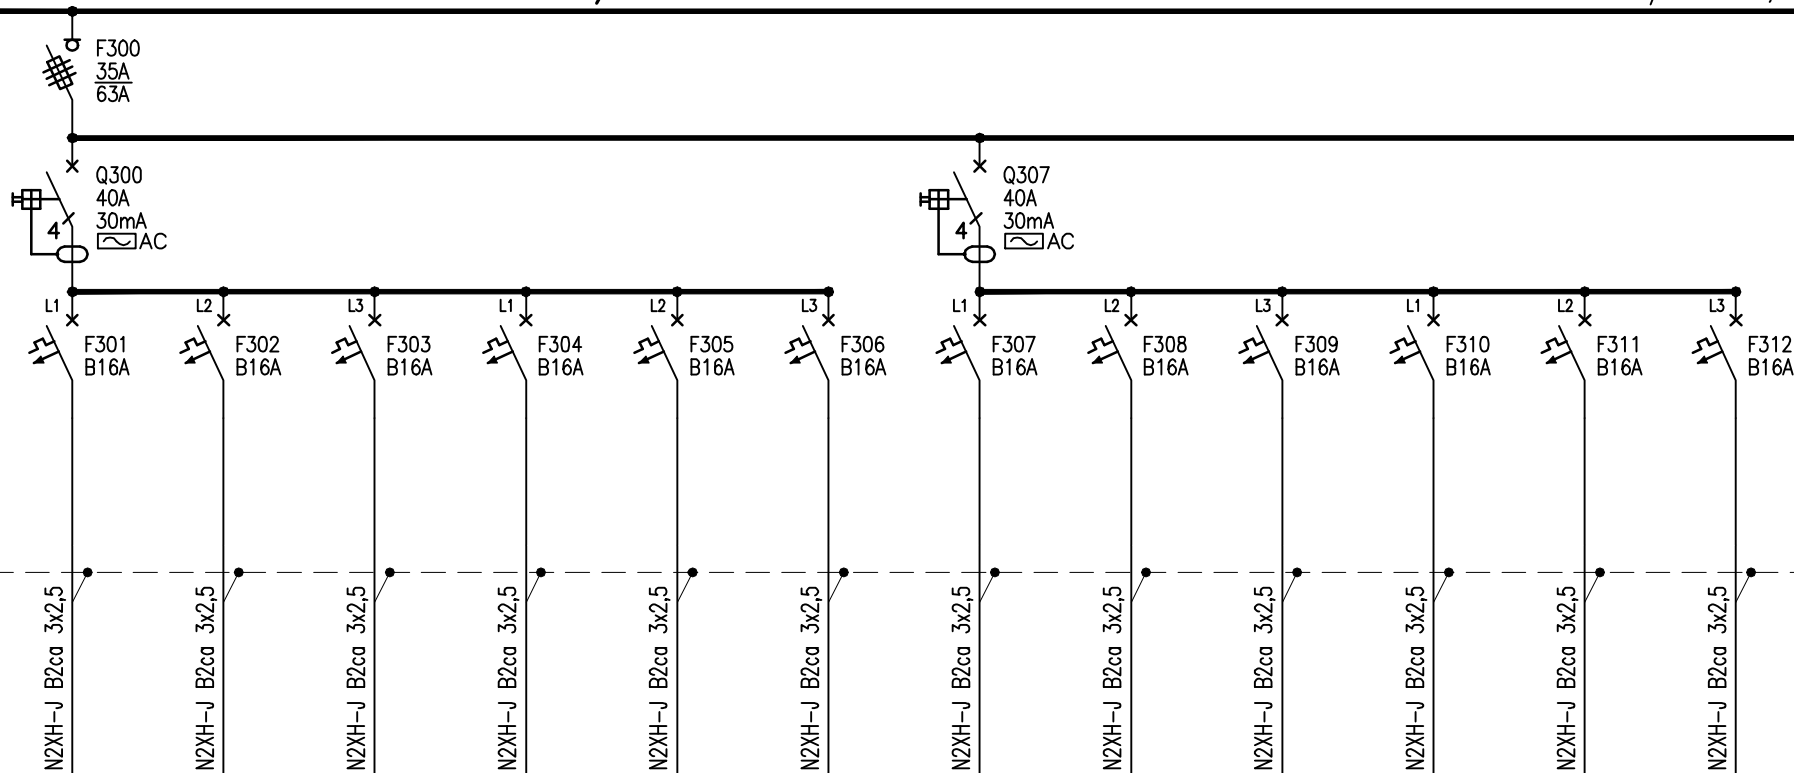 F300
35A
63A
Q300
40A
30mA
4
AC
Q307
40A
30mA
4
AC
L1
L2
L3
L1
L2
L3
L1
L2
L3
L1
L2
L3
F301
B16A
F302
B16A
F303
B16A
F304
B16A
F305
B16A
F306
B16A
F307
B16A
F308
B16A
F309
B16A
F310
B16A
F311
B16A
F312
B16A
N2XH-J B2ca 3x2,5
N2XH-J B2ca 3x2,5
N2XH-J B2ca 3x2,5
N2XH-J B2ca 3x2,5
N2XH-J B2ca 3x2,5
N2XH-J B2ca 3x2,5
N2XH-J B2ca 3x2,5
N2XH-J B2ca 3x2,5
N2XH-J B2ca 3x2,5
N2XH-J B2ca 3x2,5
N2XH-J B2ca 3x2,5
N2XH-J B2ca 3x2,5